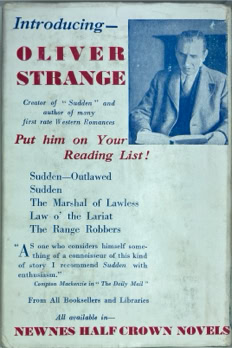 Introducing—
OLIVER
STRANGE
Creator of "Sudden" and
author of many
first rate Western Romances
Put him on Your
Reading List!
Sudden—Outlawed
Sudden
The Marshal of Lawless
Law o' the Lariat
The Range Robbers
"AS one who considers himself some-
thing of a connoisseur of this kind
of story I recommend Sudden with
enthusiasm."
Compton Mackenzie in "The Daily Mail"
From All Booksellers and Libraries
All available in—
NEWNES HALF CROWN NOVELS